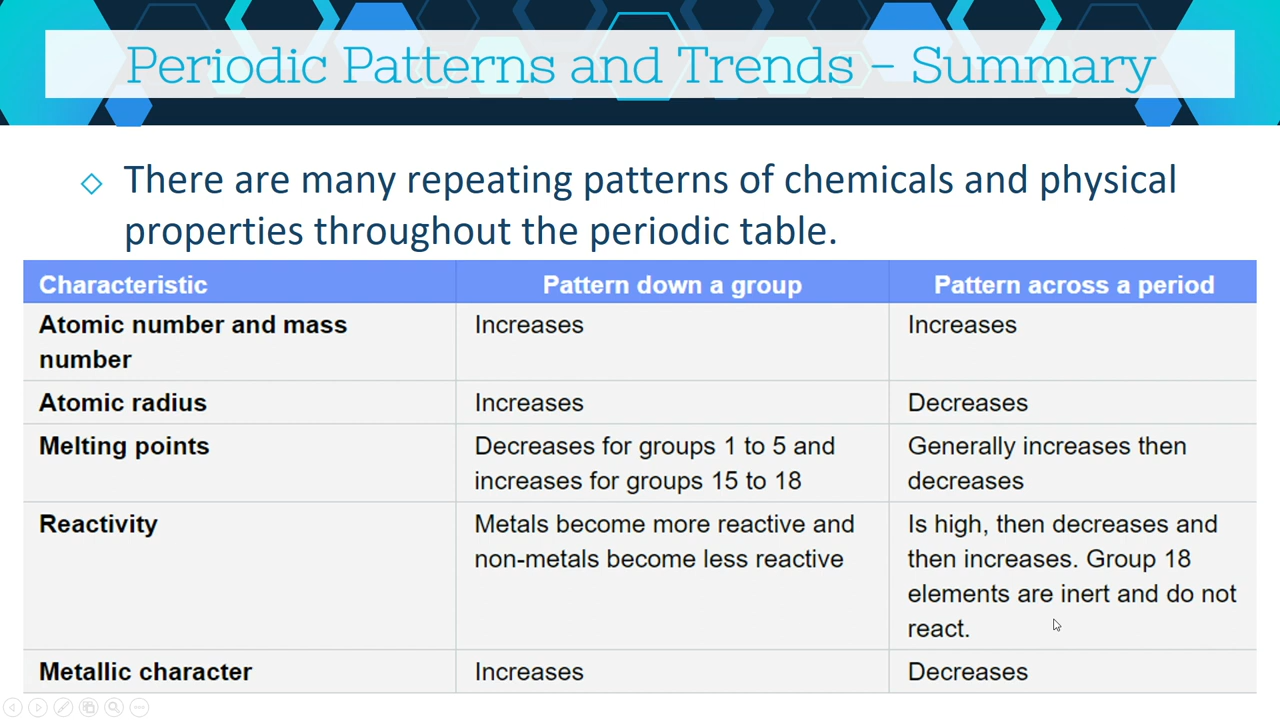 Periodic Patterns and Trends – Summary
There are many repeating patterns of chemicals and physical
properties throughout the periodic table.
Characteristic Pattern down a group Pattern across a period
Atomic number and mass
number
Increases
Increases
Atomic radius
Increases
Decreases
Melting points
Decreases for groups 1 to 5 and
increases for groups 15 to 18
Generally increases then
decreases
Reactivity
Metals become more reactive and
non-metals become less reactive
Is high, then decreases and
then increases. Group 18
elements are inert and do not
react.
Metallic character
Increases
Decreases